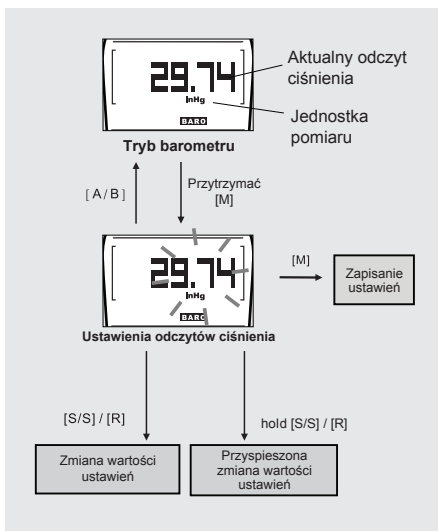 29.74
inHg
BARO
Aktualny odczyt
ciśnienia
Jednostka
pomiaru
Tryb barometru
[ A / B ]
Przytrzymać
[M]
29.74
inHg
BARO
[M]
Zapisanie
ustawień
Ustawienia odczytów ciśnienia
[S/S] / [R]
hold [S/S] / [R]
Zmiana wartości
ustawień
Przyspieszona
zmiana wartości
ustawień